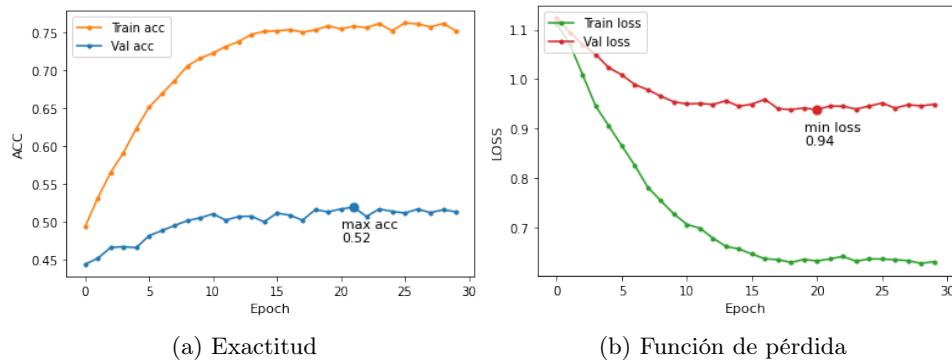 Train acc
Val acc
0.75
0.70
0.65
0.60
0.55
0.50
0.45
ACC
max acc
0.52
0 5 10 15 20 25 30
Epoch
(a) Exactitud
Train loss
Val loss
1.1
1.0
0.9
0.8
0.7
LOSS
min loss
0.94
0 5 10 15 20 25 30
Epoch
(b) Función de pérdida